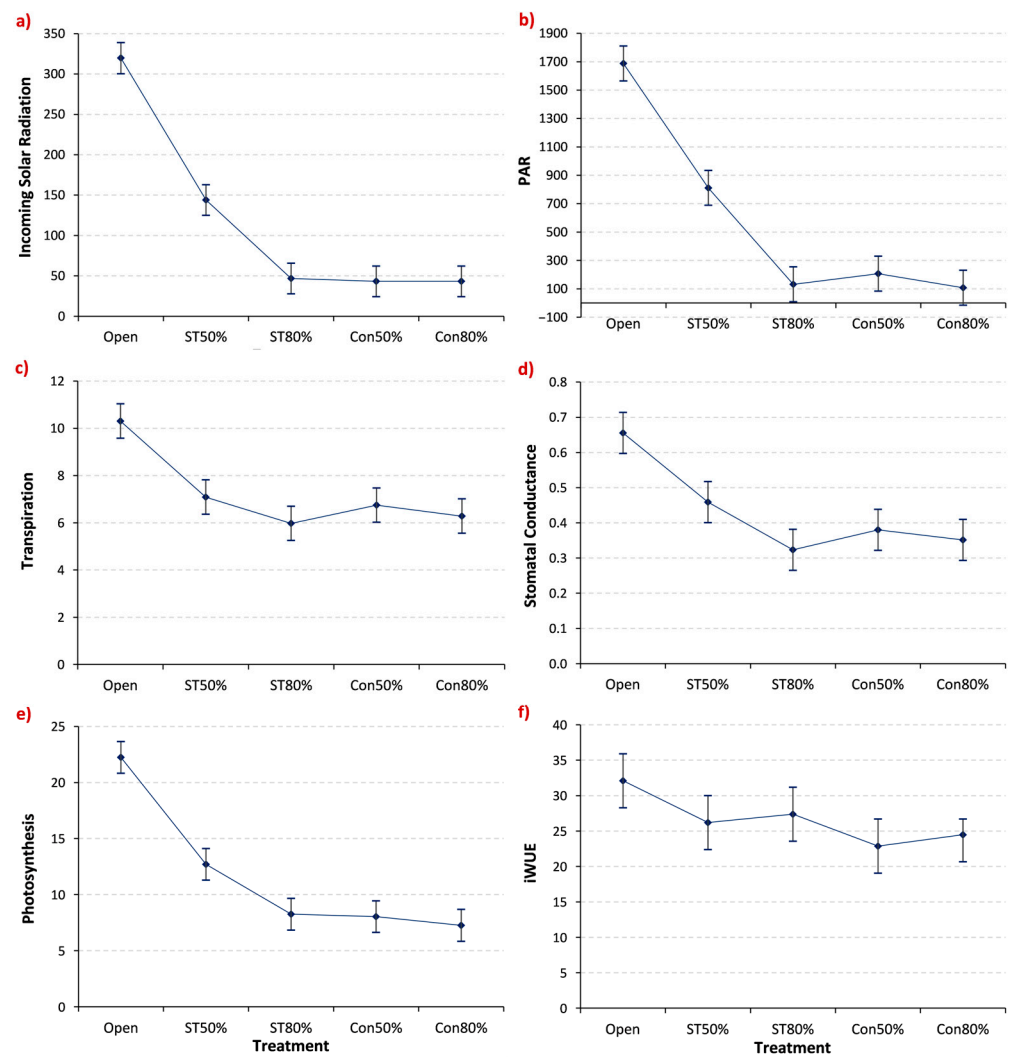 a)
350
300
250
200
150
100
50
0
Incoming Solar Radiation
Open ST50% ST80% Con50% Con80%
b)
1900
1700
1500
1300
1100
900
700
500
300
100
−100
PAR
Open ST50% ST80% Con50% Con80%
c)
12
10
8
6
4
2
0
Transpiration
Open ST50% ST80% Con50% Con80%
d)
0.8
0.7
0.6
0.5
0.4
0.3
0.2
0.1
0.0
Stomatal Conductance
Open ST50% ST80% Con50% Con80%
e)
25
20
15
10
5
0
Photosynthesis
Open ST50% ST80% Con50% Con80%
Treatment
f)
40
35
30
25
20
15
10
5
0
iWUE
Open ST50% ST80% Con50% Con80%
Treatment